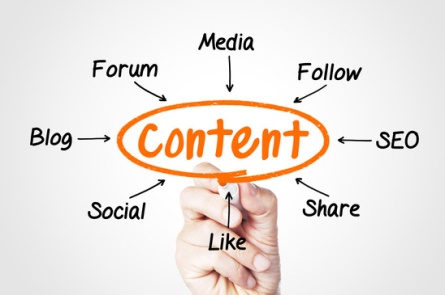 Media
Forum
Follow
Blog
Content
SEO
Social
Share
Like